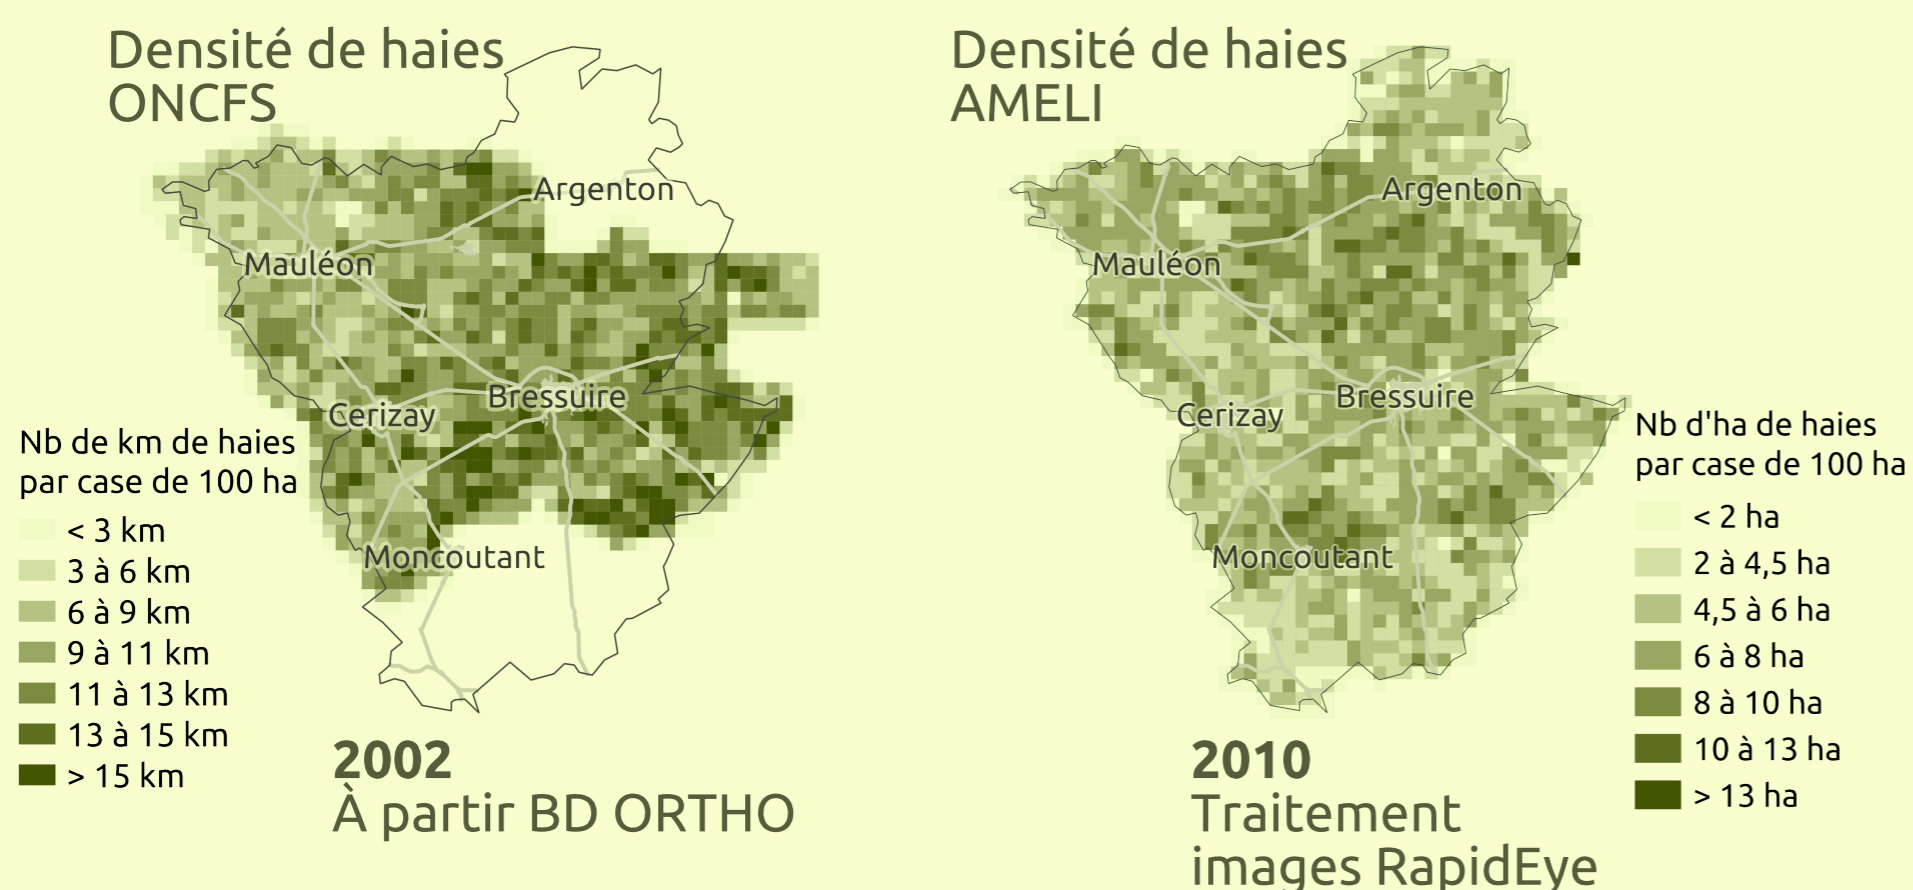 Densité de haies
ONCFS
Argenton
Mauléon
Bressuire
Cerizay
Moncoutant
Nb de km de haies
par case de 100 ha
< 3 km
3 à 6 km
6 à 9 km
9 à 11 km
11 à 13 km
13 à 15 km
> 15 km
2002
À partir BD ORTHO
Densité de haies
AMELI
Argenton
Mauléon
Bressuire
Cerizay
Moncoutant
Nb d'ha de haies
par case de 100 ha
< 2 ha
2 à 4,5 ha
4,5 à 6 ha
6 à 8 ha
8 à 10 ha
10 à 13 ha
> 13 ha
2010
Traitement
images RapidEye